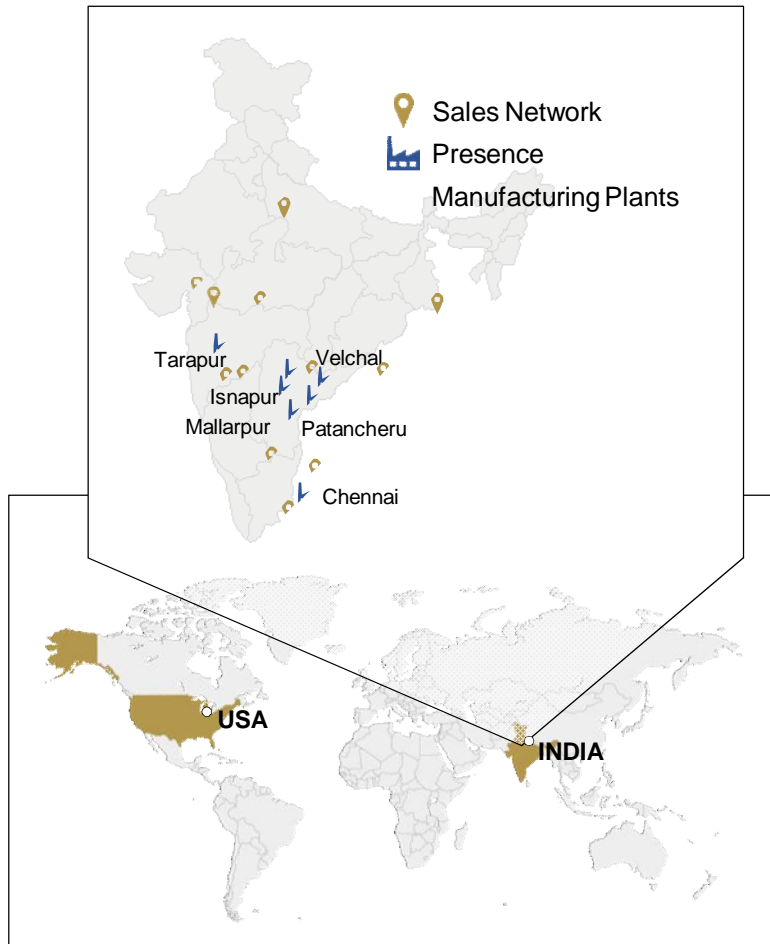 Sales Network
Presence
Manufacturing Plants
Velchal
Tarapur
Isnapur
Mallarpur
Patancheru
Chennai
USA
INDIA